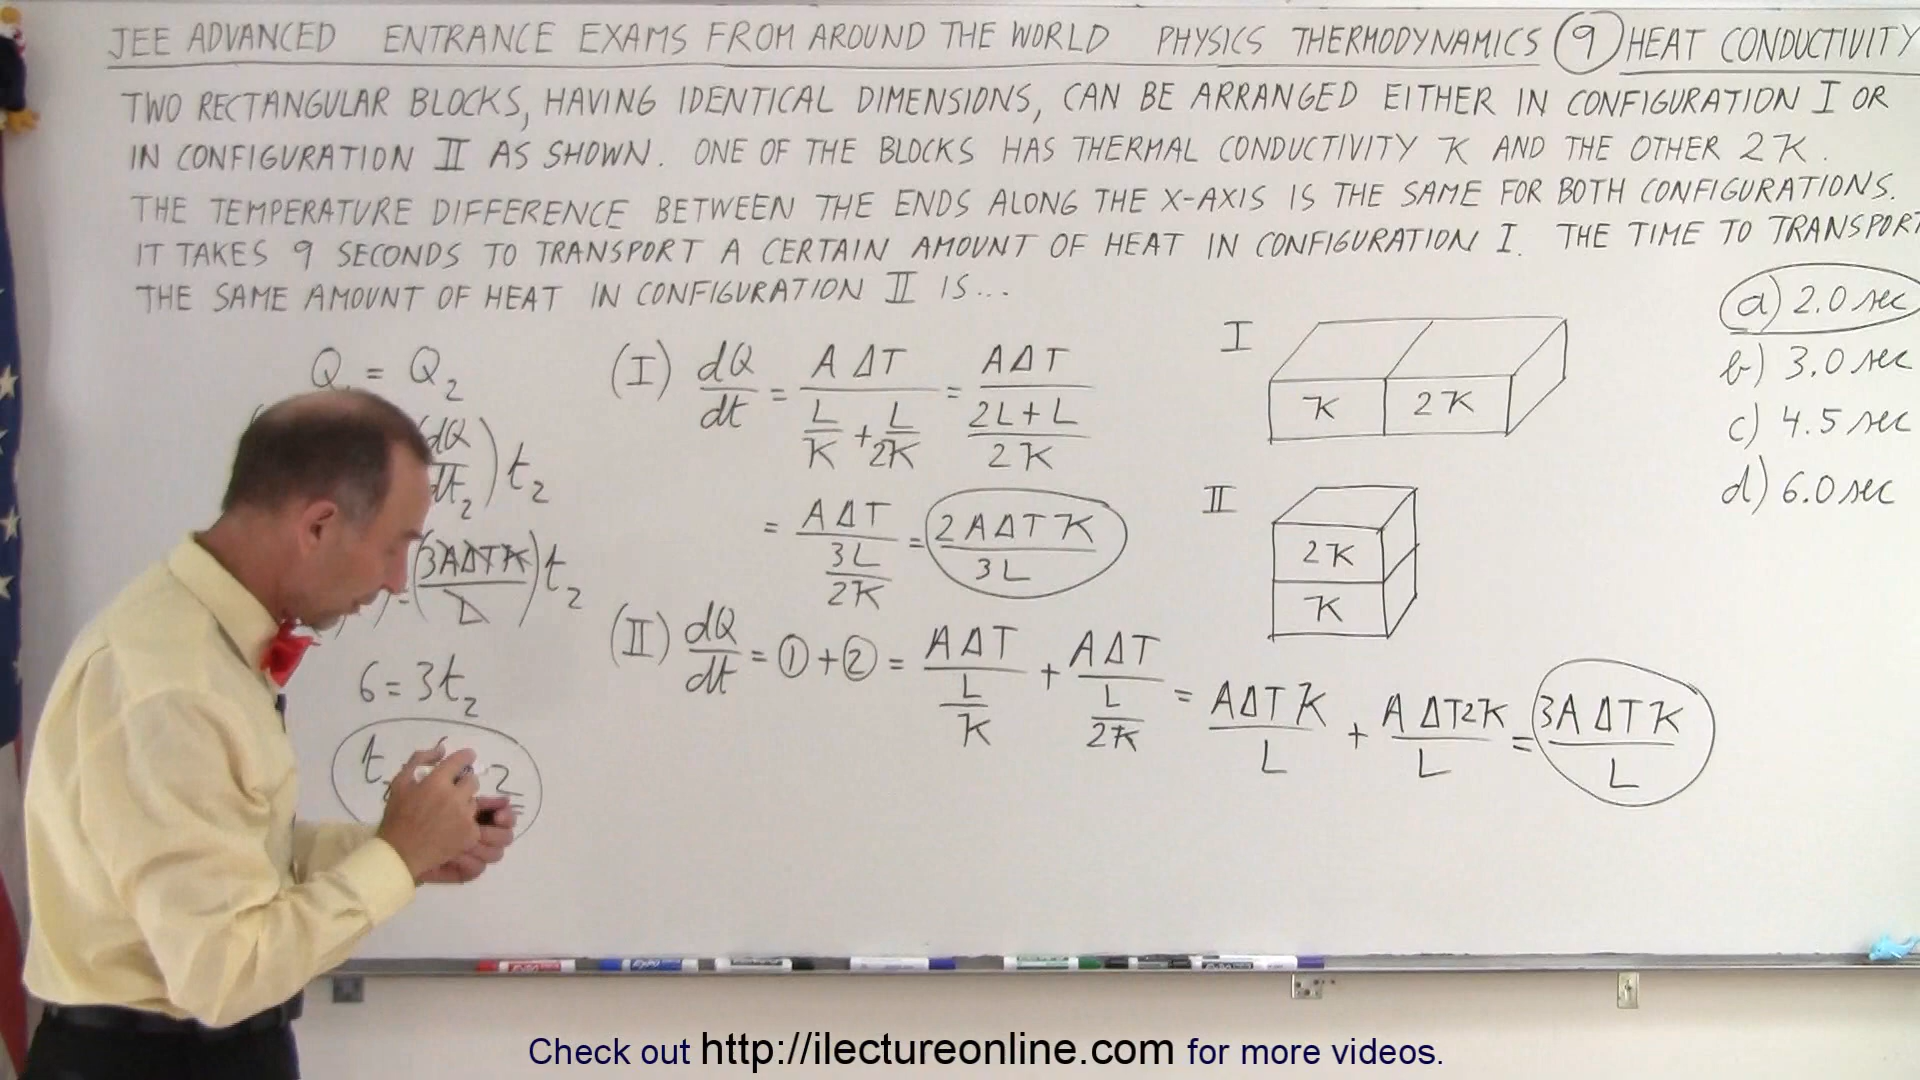 JEE ADVANCED ENTRANCE EXAMS FROM AROUND THE WORLD PHYSICS THERMODYNAMICS 9 HEAT CONDUCTIVITY
TWO RECTANGULAR BLOCKS, HAVING IDENTICAL DIMENSIONS, CAN BE ARRANGED EITHER IN CONFIGURATION I OR
IN CONFIGURATION II AS SHOWN. ONE OF THE BLOCKS HAS THERMAL CONDUCTIVITY K AND THE OTHER 2K.
THE TEMPERATURE DIFFERENCE BETWEEN THE ENDS ALONG THE X-AXIS IS THE SAME FOR BOTH CONFIGURATIONS.
IT TAKES 9 SECONDS TO TRANSPORT A CERTAIN AMOUNT OF HEAT IN CONFIGURATION I. THE TIME TO TRANSPORT
THE SAME AMOUNT OF HEAT IN CONFIGURATION II IS...
a) 2.0 sec
b) 3.0 sec
c) 4.5 sec
d) 6.0 sec
I
K 2K
II
2K
K
Q = Q₂
dQ/dt₂) t₂
= (3AΔTK/L) t₂
6 = 3t₂
t 2
(I) dQ/dt = AΔT/(L/K + L/2K) = AΔT/((2L+L)/2K)
= AΔT/(3L/2K) = 2AΔTK/3L
(II) dQ/dt = ① + ② = AΔT/(L/K) + AΔT/(L/2K) = AΔTK/L + AΔT2K/L = 3AΔTK/L
Check out http://ilectureonline.com for more videos.